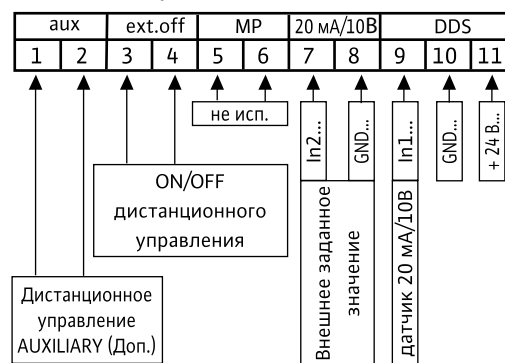 aux ext.off MP 20 мА/10В DDS
1 2 3 4 5 6 7 8 9 10 11
не исп.
In2...
GND...
In1...
GND...
+ 24 В...
ON/OFF
дистанционного
управления
Внешнее заданное
значение
датчик 20 мА/10В
Дистанционное
управление
AUXILIARY (Доп.)